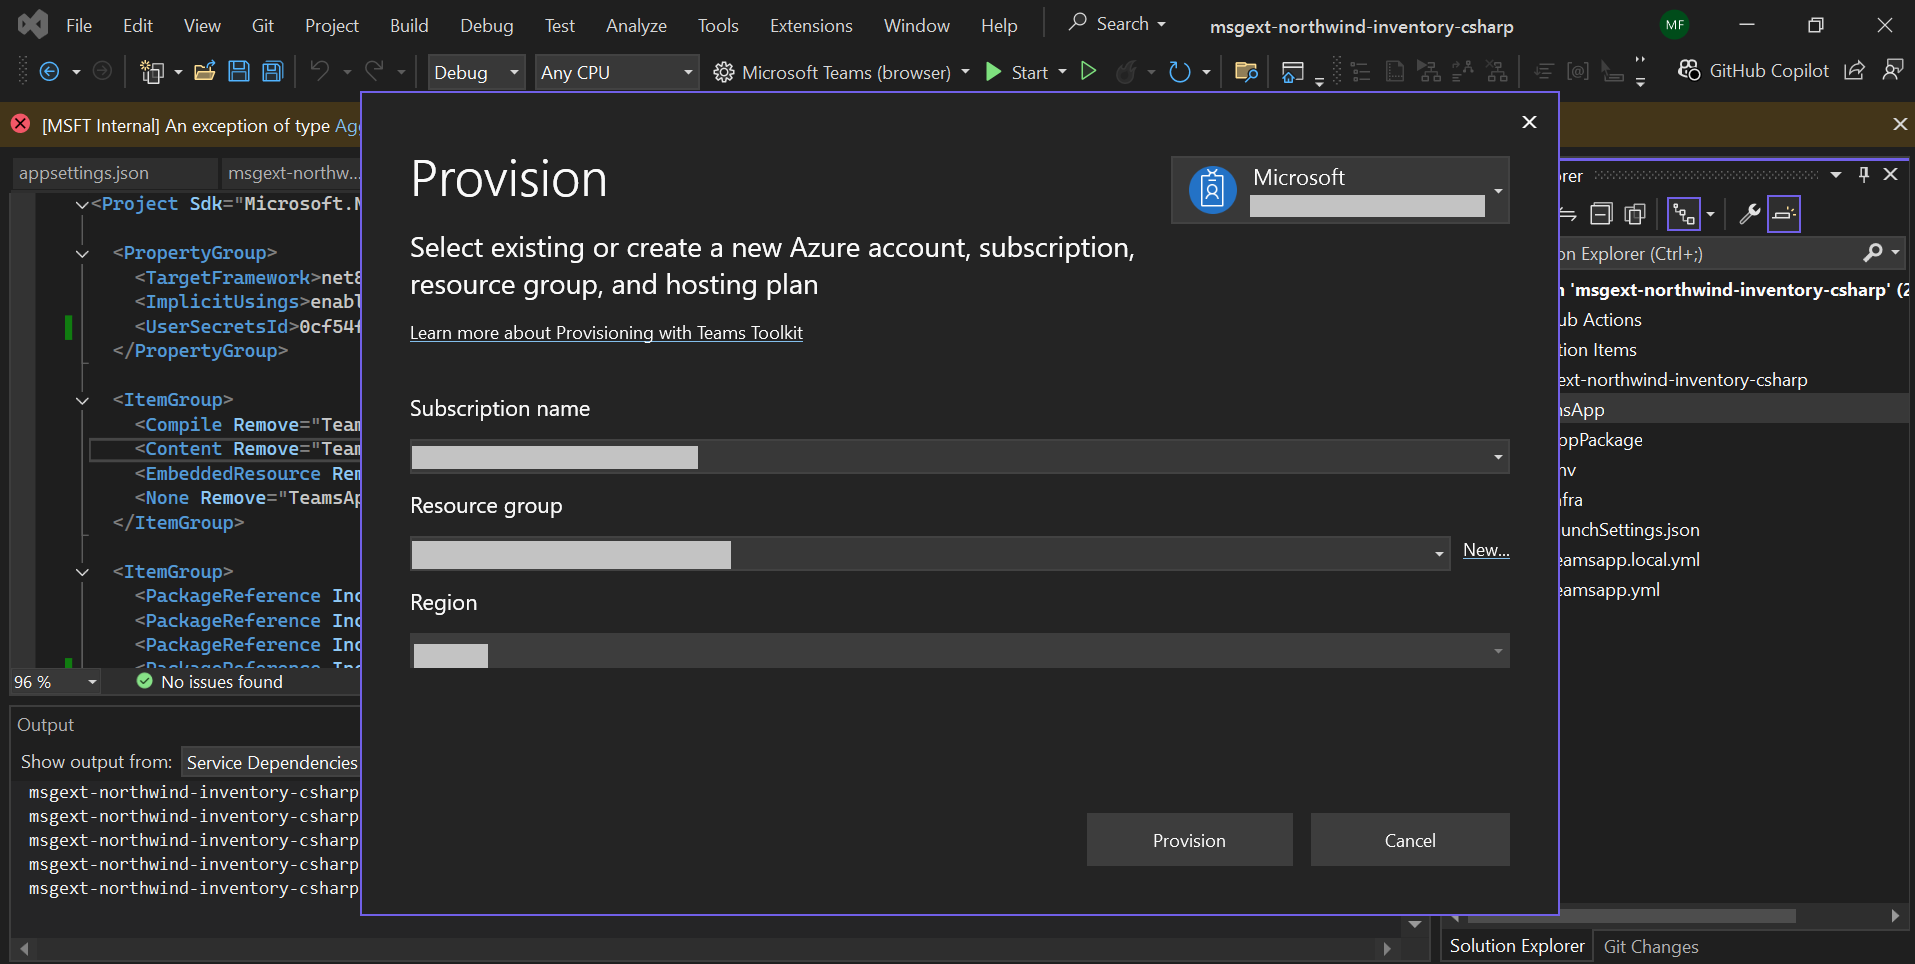 File Edit View Git Project Build Debug Test Analyze Tools Extensions Window Help Search msgext-northwind-inventory-csharp MF
Debug Any CPU Microsoft Teams (browser) Start GitHub Copilot
[MSFT Internal] An exception of type
appsettings.json msgext-northw...
<Project Sdk="Microsoft.
<PropertyGroup>
<TargetFramework>net8
<ImplicitUsings>enabl
<UserSecretsId>0cf54f
</PropertyGroup>
<ItemGroup>
<Compile Remove="Team
<Content Remove="Team
<EmbeddedResource Rem
<None Remove="TeamsAp
</ItemGroup>
<ItemGroup>
<PackageReference Inc
<PackageReference Inc
<PackageReference Inc
<PackageReference Inc
96 % No issues found
Output
Show output from: Service Dependencies
msgext-northwind-inventory-csharp
msgext-northwind-inventory-csharp
msgext-northwind-inventory-csharp
msgext-northwind-inventory-csharp
msgext-northwind-inventory-csharp
Provision
Microsoft
Select existing or create a new Azure account, subscription,
resource group, and hosting plan
Learn more about Provisioning with Teams Toolkit
Subscription name
Resource group
New...
Region
Provision Cancel
rer
on Explorer (Ctrl+;)
n 'msgext-northwind-inventory-csharp' (2
ub Actions
tion Items
ext-northwind-inventory-csharp
msApp
ppPackage
nv
fra
unchSettings.json
eamsapp.local.yml
eamsapp.yml
Solution Explorer Git Changes